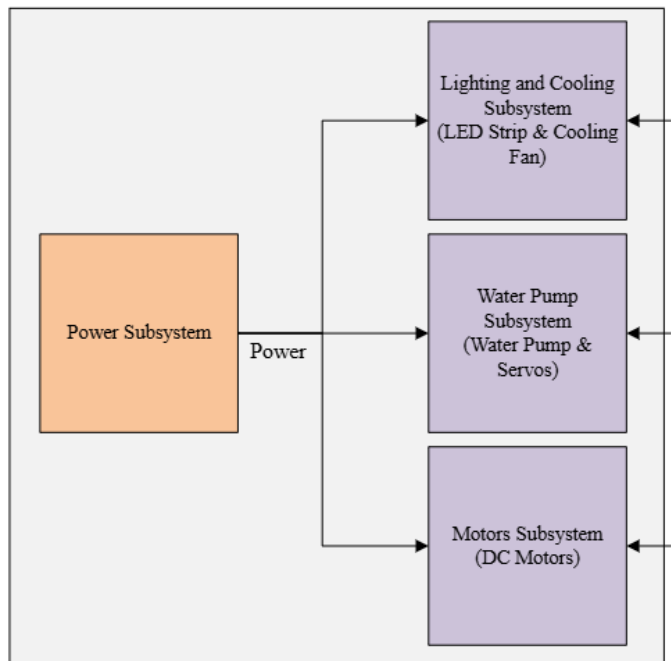 Lighting and Cooling
Subsystem
(LED Strip & Cooling
Fan)
Power Subsystem
Power
Water Pump
Subsystem
(Water Pump &
Servos)
Motors Subsystem
(DC Motors)